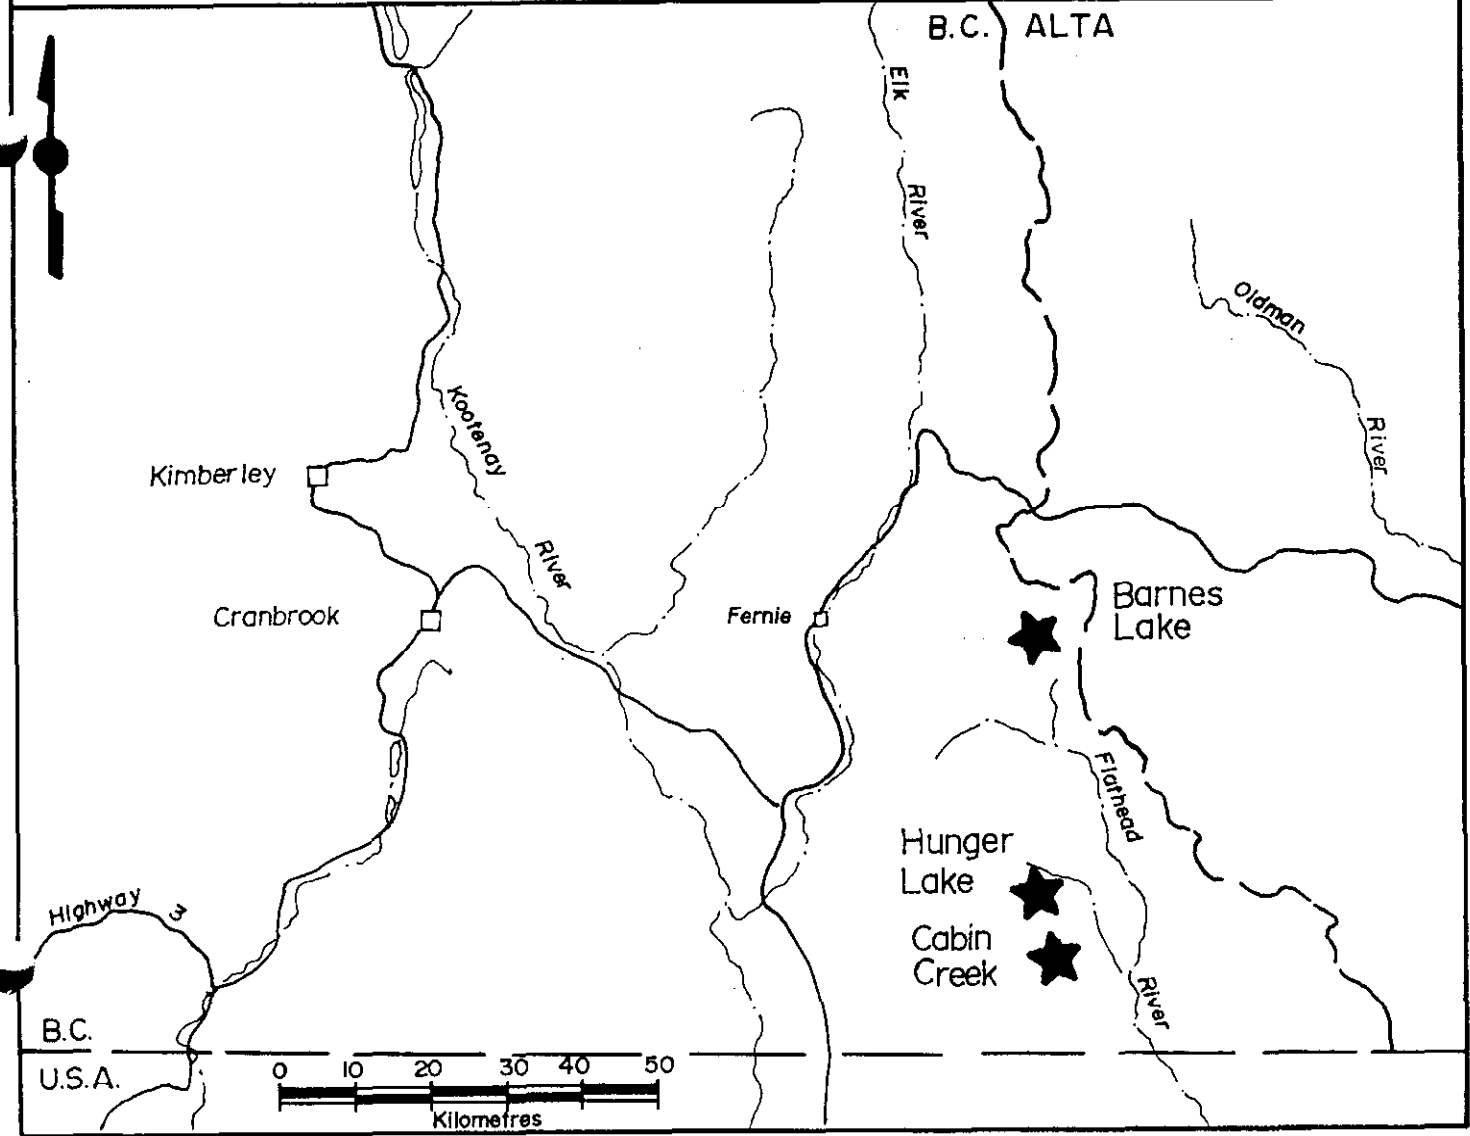 B.C. ALTA
Elk
River
Oldman
River
Kootenay
River
Kimberley
Cranbrook
Fernie
Barnes
Lake
Flathead
River
Hunger
Lake
Cabin
Creek
Highway 3
B.C.
U.S.A.
0 10 20 30 40 50
Kilometres